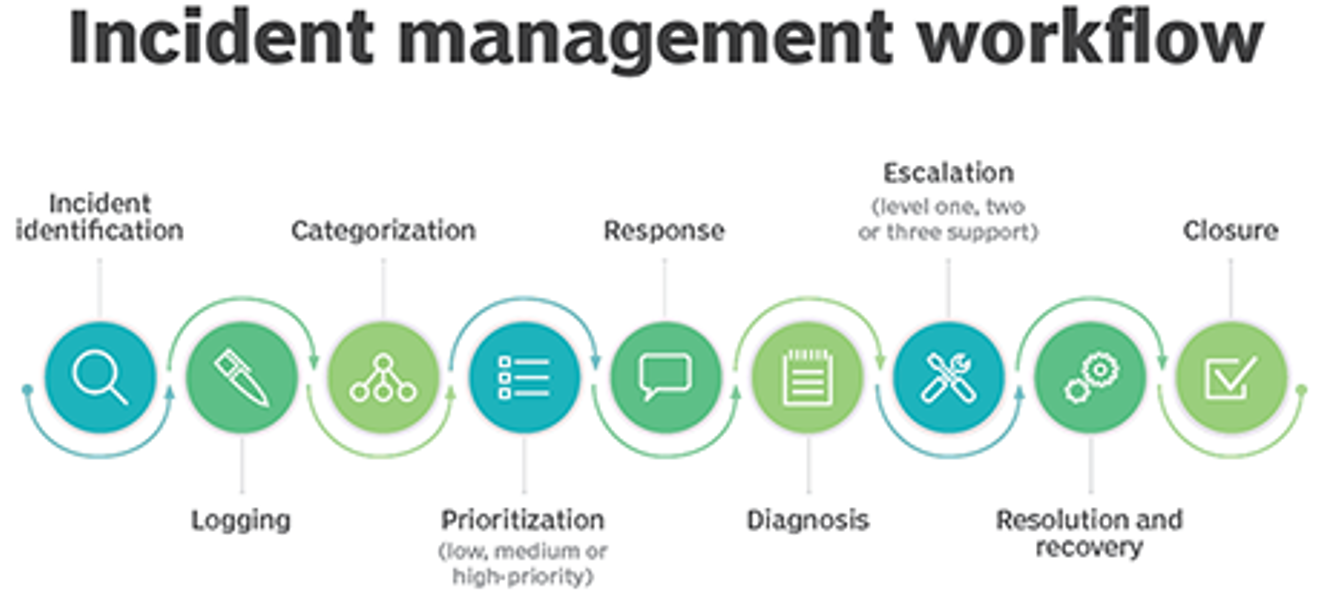 Incident management workflow
Incident
identification
Logging
Categorization
Prioritization
(low, medium or
high-priority)
Response
Diagnosis
Escalation
(level one, two
or three support)
Resolution and
recovery
Closure